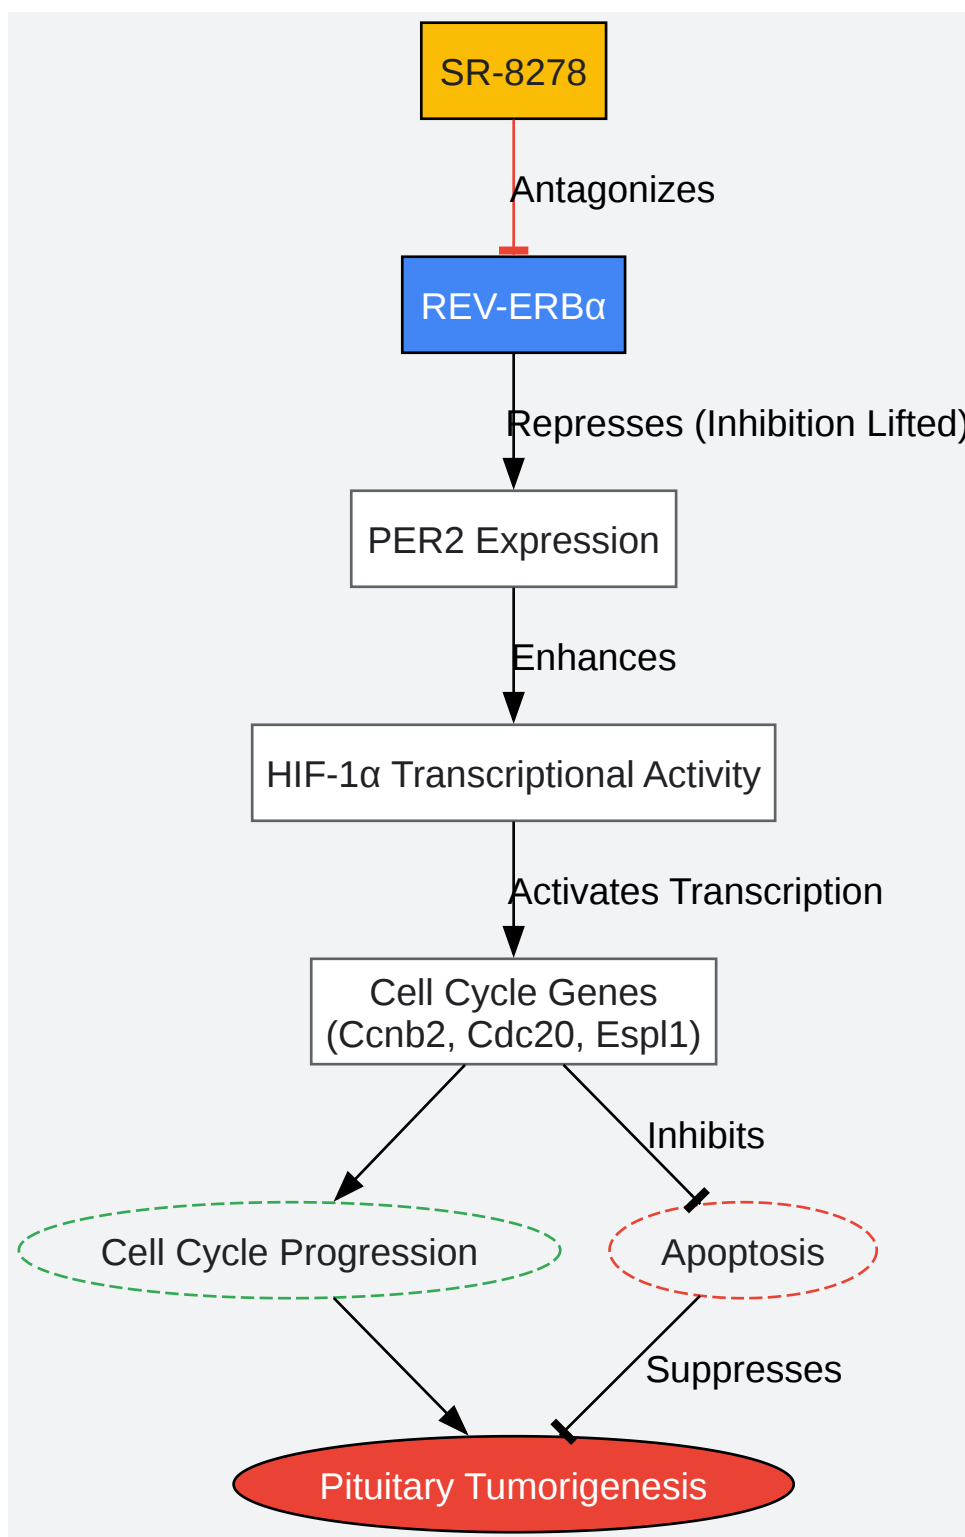 SR-8278
Antagonizes
REV-ERBα
Represses (Inhibition Lifted)
PER2 Expression
Enhances
HIF-1α Transcriptional Activity
Activates Transcription
Cell Cycle Genes
(Ccnb2, Cdc20, Espl1)
Inhibits
Cell Cycle Progression
Apoptosis
Suppresses
Pituitary Tumorigenesis